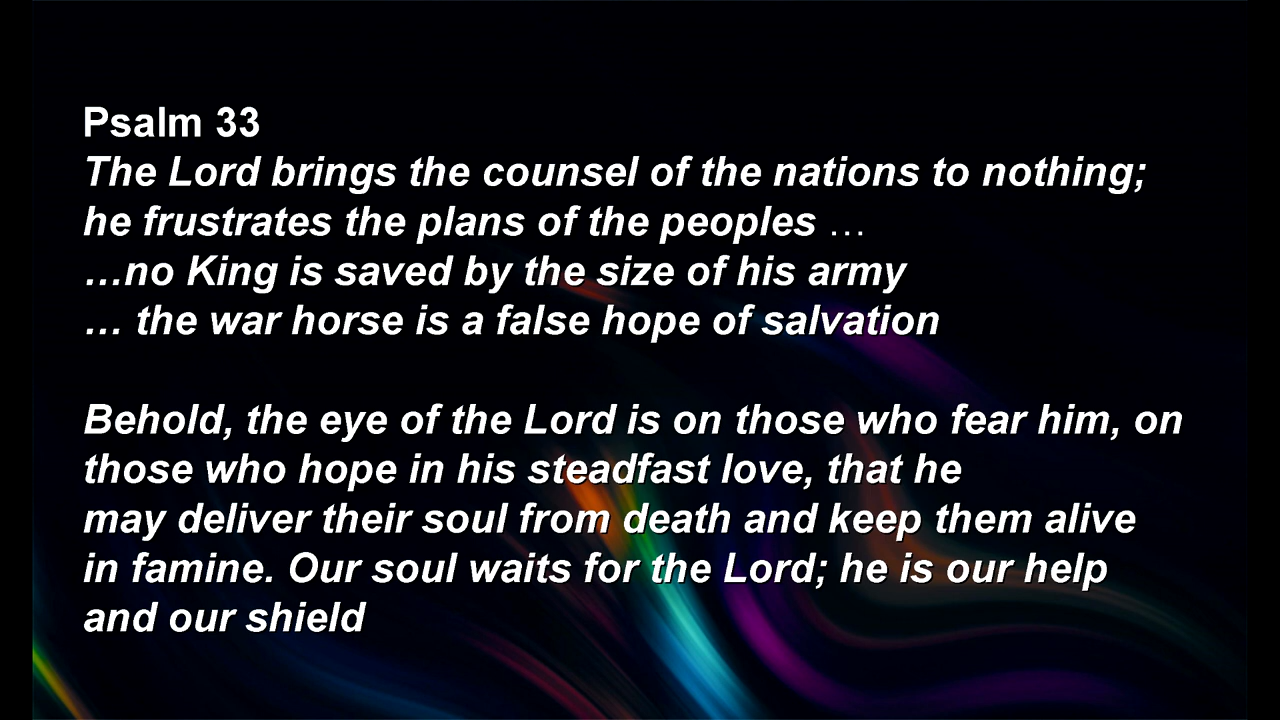 Psalm 33
The Lord brings the counsel of the nations to nothing;
he frustrates the plans of the peoples …
…no King is saved by the size of his army
… the war horse is a false hope of salvation
Behold, the eye of the Lord is on those who fear him, on
those who hope in his steadfast love, that he
may deliver their soul from death and keep them alive
in famine. Our soul waits for the Lord; he is our help
and our shield